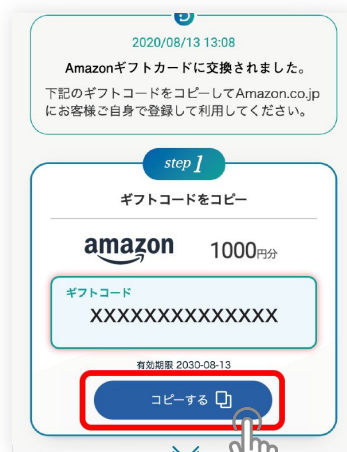 2020/08/13 13:08
Amazonギフトカードに交換されました。
下記のギフトコードをコピーしてAmazon.co.jp
にお客様ご自身で登録して利用してください。
step 1
ギフトコードをコピー
amazon 1000円分
ギフトコード
XXXXXXXXXXXXXX
有効期限 2030-08-13
コピーする